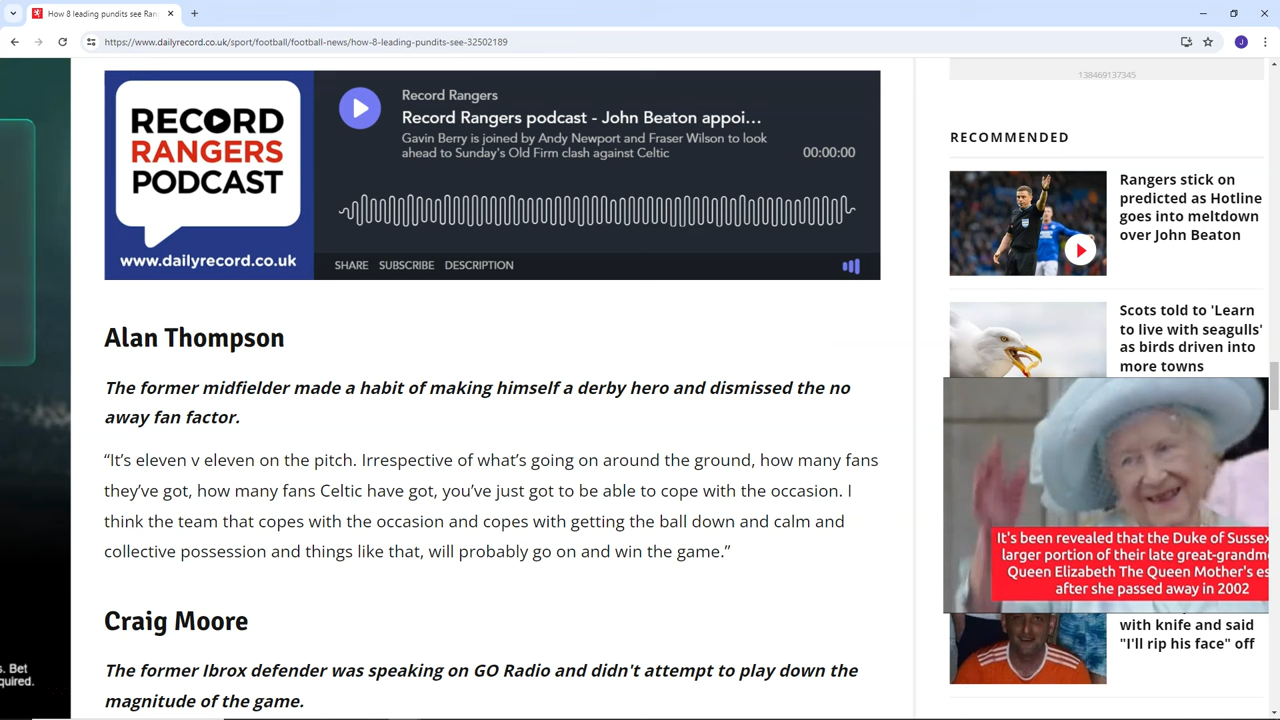 How 8 leading pundits see Ran
https://www.dailyrecord.co.uk/sport/football/football-news/how-8-leading-pundits-see-32502189
J
RECORD
RANGERS
PODCAST
www.dailyrecord.co.uk
Record Rangers
Record Rangers podcast - John Beaton appoi...
Gavin Berry is joined by Andy Newport and Fraser Wilson to look
ahead to Sunday's Old Firm clash against Celtic
00:00:00
SHARE SUBSCRIBE DESCRIPTION
Alan Thompson
The former midfielder made a habit of making himself a derby hero and dismissed the no
away fan factor.
“It’s eleven v eleven on the pitch. Irrespective of what’s going on around the ground, how many fans
they’ve got, how many fans Celtic have got, you’ve just got to be able to cope with the occasion. I
think the team that copes with the occasion and copes with getting the ball down and calm and
collective possession and things like that, will probably go on and win the game.”
Craig Moore
The former Ibrox defender was speaking on GO Radio and didn't attempt to play down the
magnitude of the game.
s. Bet
quired.
138469137345
RECOMMENDED
Rangers stick on
predicted as Hotline
goes into meltdown
over John Beaton
Scots told to 'Learn
to live with seagulls'
as birds driven into
more towns
It's been revealed that the Duke of Sussex
larger portion of their late great-grandm
Queen Elizabeth The Queen Mother's es
after she passed away in 2002
with knife and said
"I'll rip his face" off